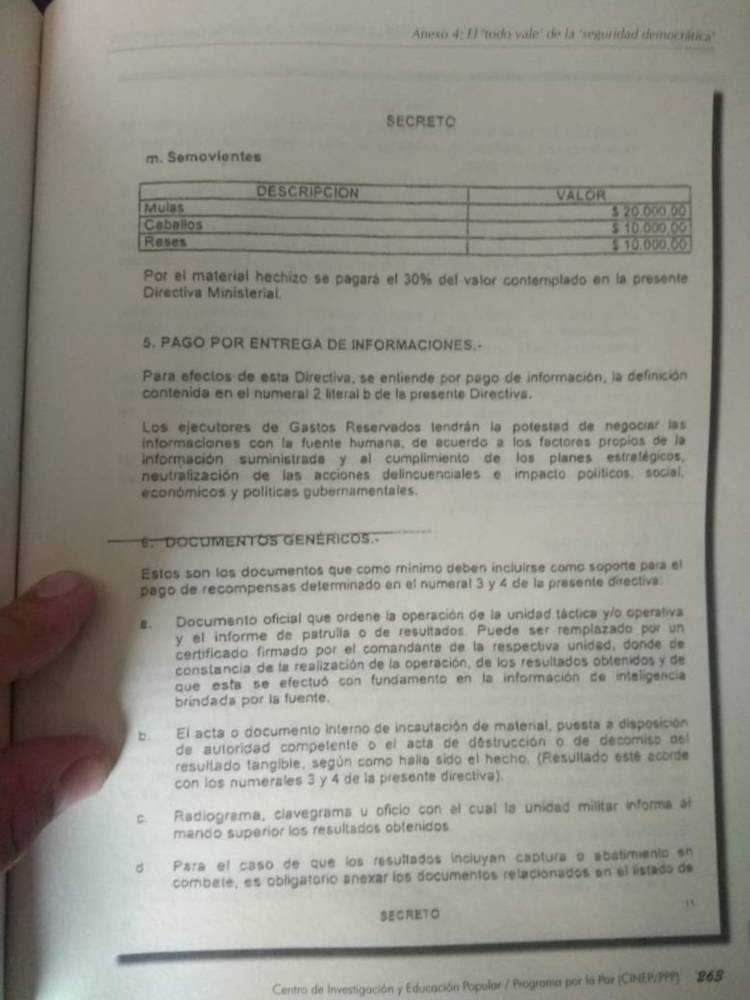 Anexo 4: El 'todo vale' de la 'seguridad democrática'
SECRETO
m. Semovientes
DESCRIPCION VALOR
Mulas $ 20.000,00
Caballos $ 10.000,00
Reses $ 10.000,00
Por el material hechizo se pagará el 30% del valor contemplado en la presente
Directiva Ministerial.
5. PAGO POR ENTREGA DE INFORMACIONES.-
Para efectos de esta Directiva, se entiende por pago de información, la definición
contenida en el numeral 2 literal b de la presente Directiva.
Los ejecutores de Gastos Reservados tendrán la potestad de negociar las
informaciones con la fuente humana, de acuerdo a los factores propios de la
información suministrada y al cumplimiento de los planes estratégicos,
neutralización de las acciones delincuenciales e impacto políticos, social,
económicos y políticas gubernamentales.
6. DOCUMENTOS GENÉRICOS.-
Estos son los documentos que como mínimo deben incluirse como soporte para el
pago de recompensas determinado en el numeral 3 y 4 de la presente directiva:
a. Documento oficial que ordene la operación de la unidad táctica y/o operativa
y el informe de patrulla o de resultados. Puede ser remplazado por un
certificado firmado por el comandante de la respectiva unidad, donde de
constancia de la realización de la operación, de los resultados obtenidos y de
que esta se efectuó con fundamento en la información de inteligencia
brindada por la fuente.
b. El acta o documento interno de incautación de material, puesta a disposición
de autoridad competente o el acta de déstrucción o de decomiso del
resultado tangible, según como halla sido el hecho. (Resultado esté acorde
con los numerales 3 y 4 de la presente directiva).
c. Radiograma, clavegrama u oficio con el cual la unidad militar informa al
mando superior los resultados obtenidos
d Para el caso de que los resultados incluyan captura o abatimiento en
combate, es obligatorio anexar los documentos relacionados en el listado de
11
SECRETO
Centro de Investigación y Educación Popular / Programa por la Paz (CINEP/PPP) 263